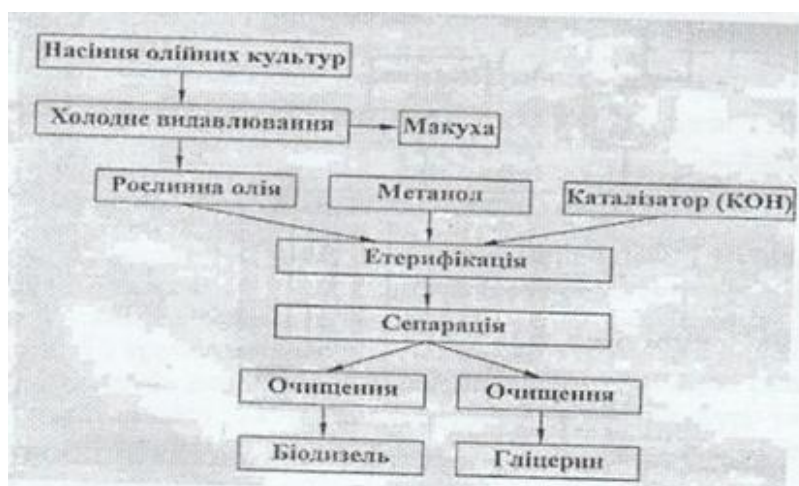 Насіння олійних культур
Холодне видавлювання
Макуха
Рослинна олія
Метанол
Каталізатор (КОН)
Етерифікація
Сепарація
Очищення
Очищення
Біодизель
Гліцерин